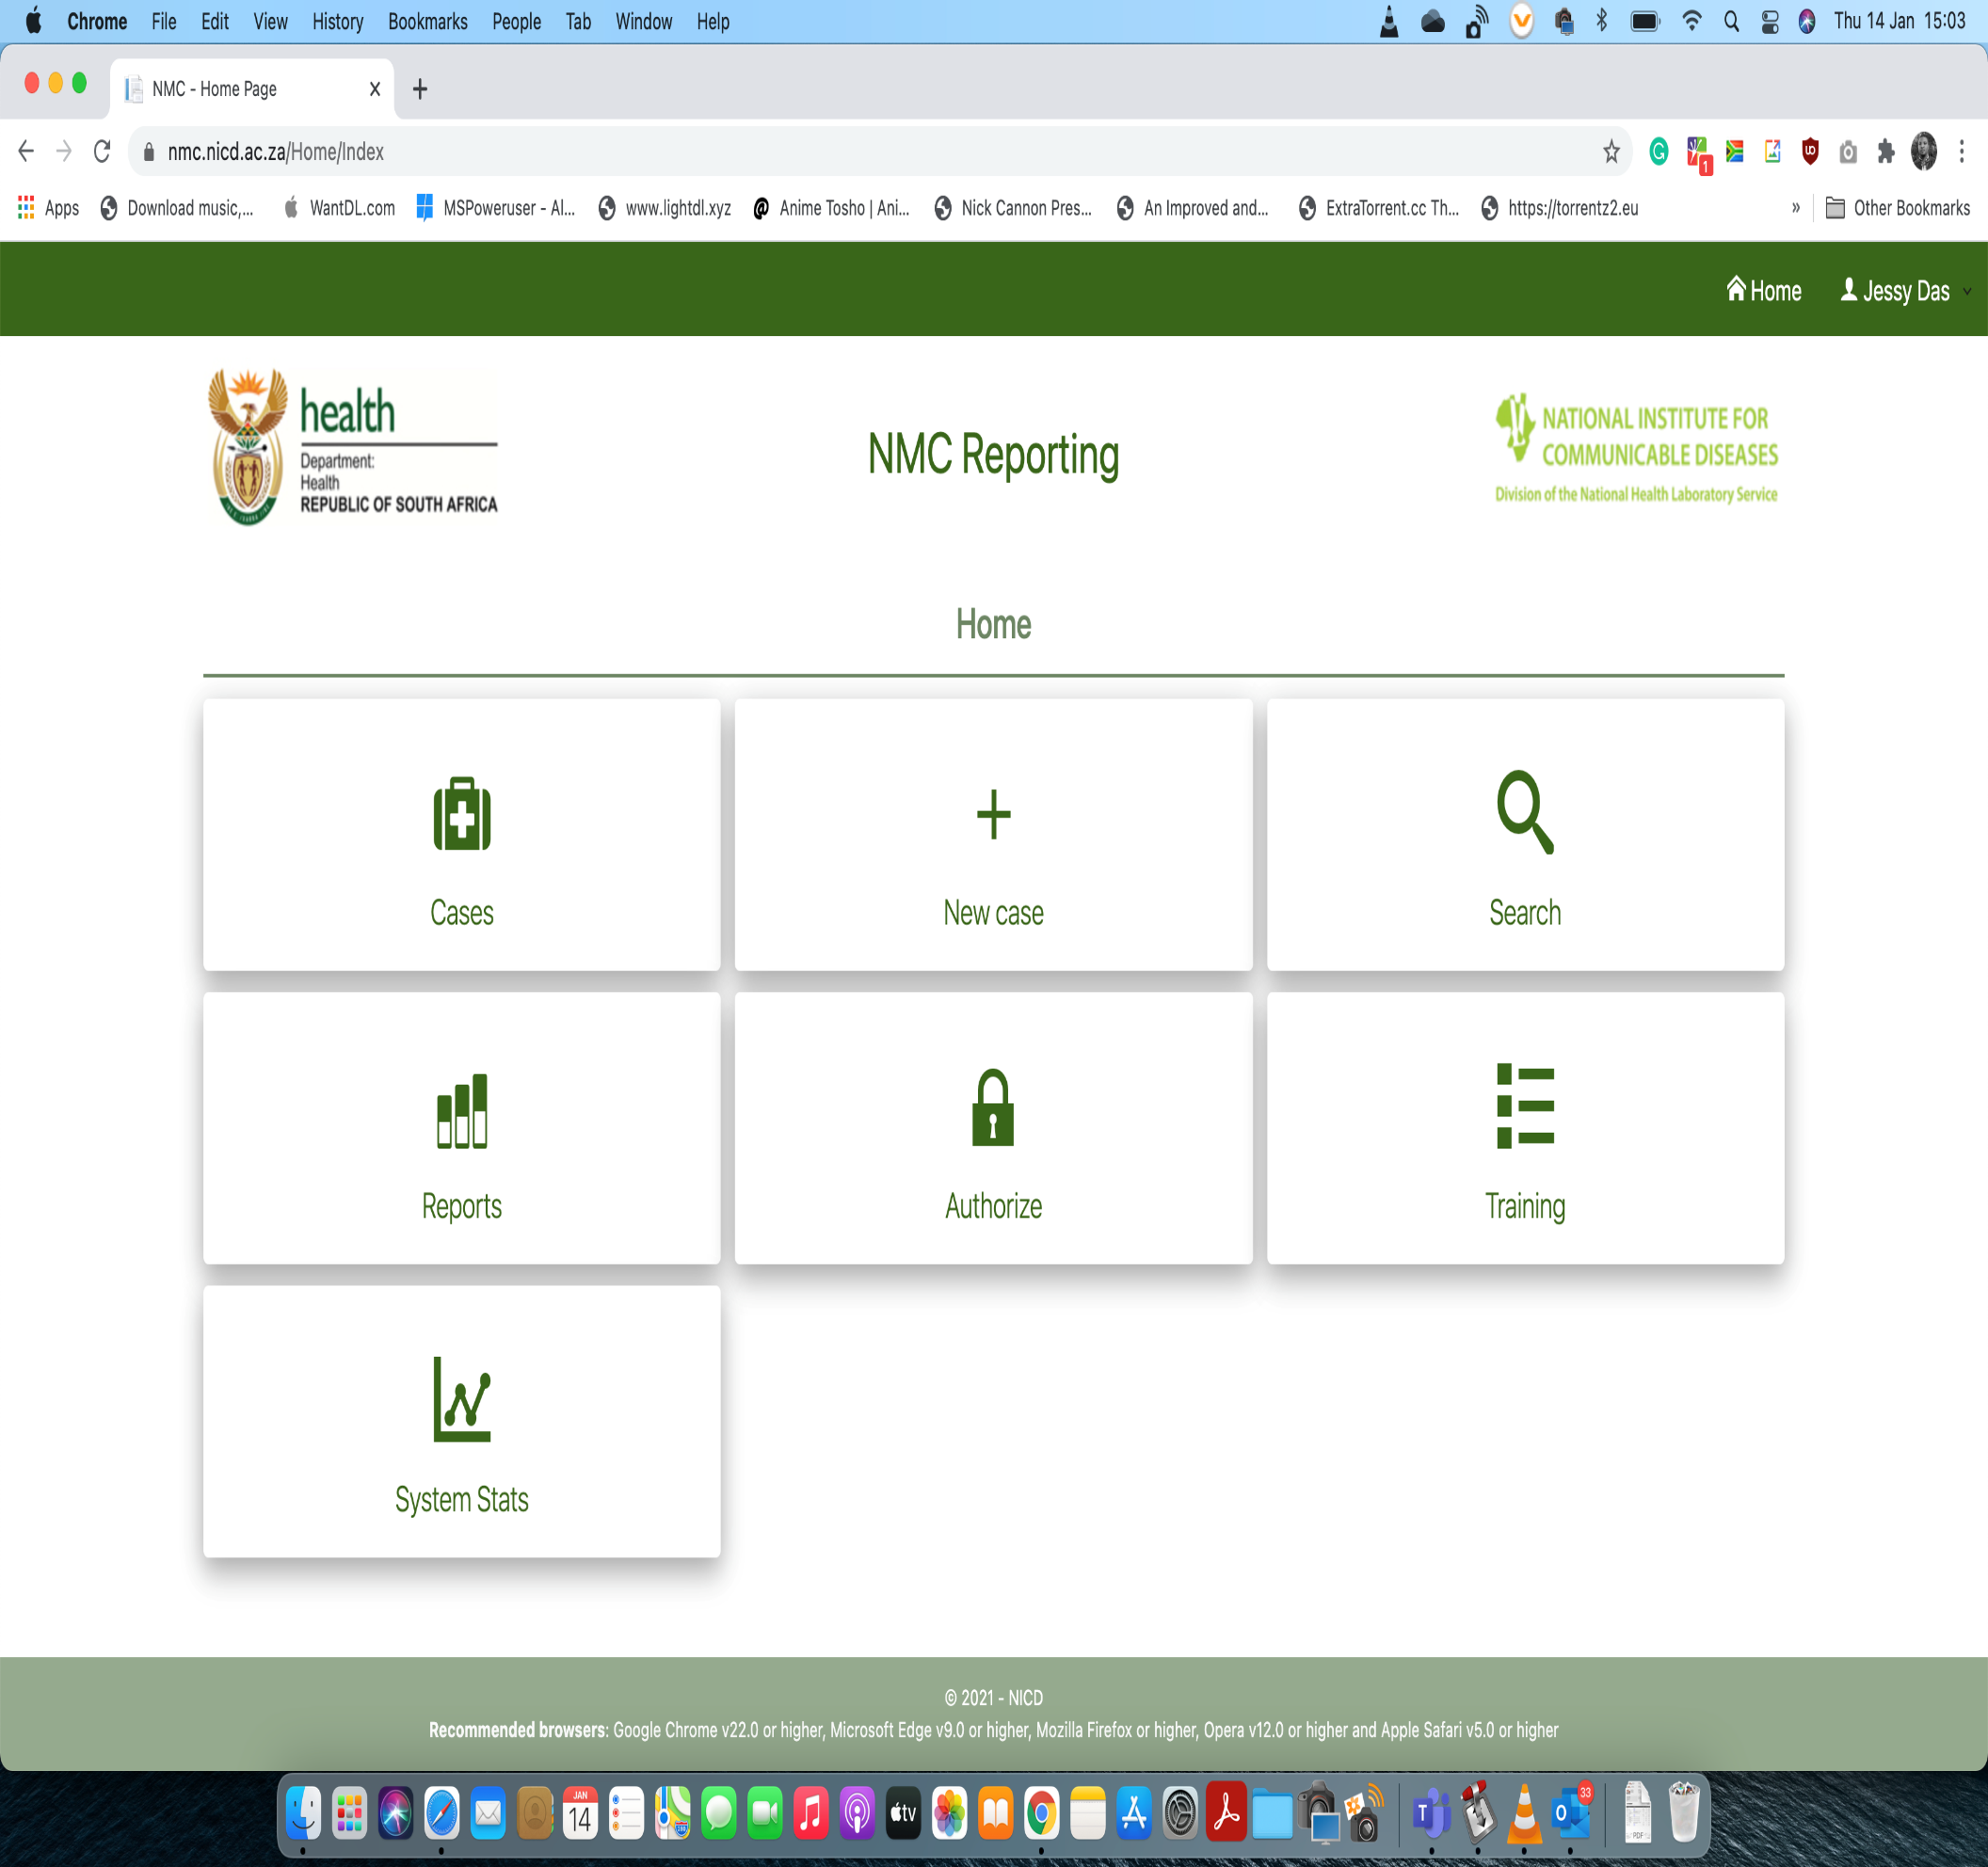 Chrome File Edit View History Bookmarks People Tab Window Help Thu 14 Jan 15:03
NMC - Home Page
nmc.nicd.ac.za/Home/Index
1
Apps Download music,... WantDL.com MSPoweruser - Al... www.lightdl.xyz Anime Tosho | Ani... Nick Cannon Pres... An Improved and... ExtraTorrent.cc Th... https://torrentz2.eu » Other Bookmarks
Home Jessy Das
health
Department:
Health
REPUBLIC OF SOUTH AFRICA
NMC Reporting
NATIONAL INSTITUTE FOR
COMMUNICABLE DISEASES
Division of the National Health Laboratory Service
Home
Cases
New case
Search
Reports
Authorize
Training
System Stats
© 2021 - NICD
Recommended browsers: Google Chrome v22.0 or higher, Microsoft Edge v9.0 or higher, Mozilla Firefox or higher, Opera v12.0 or higher and Apple Safari v5.0 or higher
JAN
14
tv
33
PDF